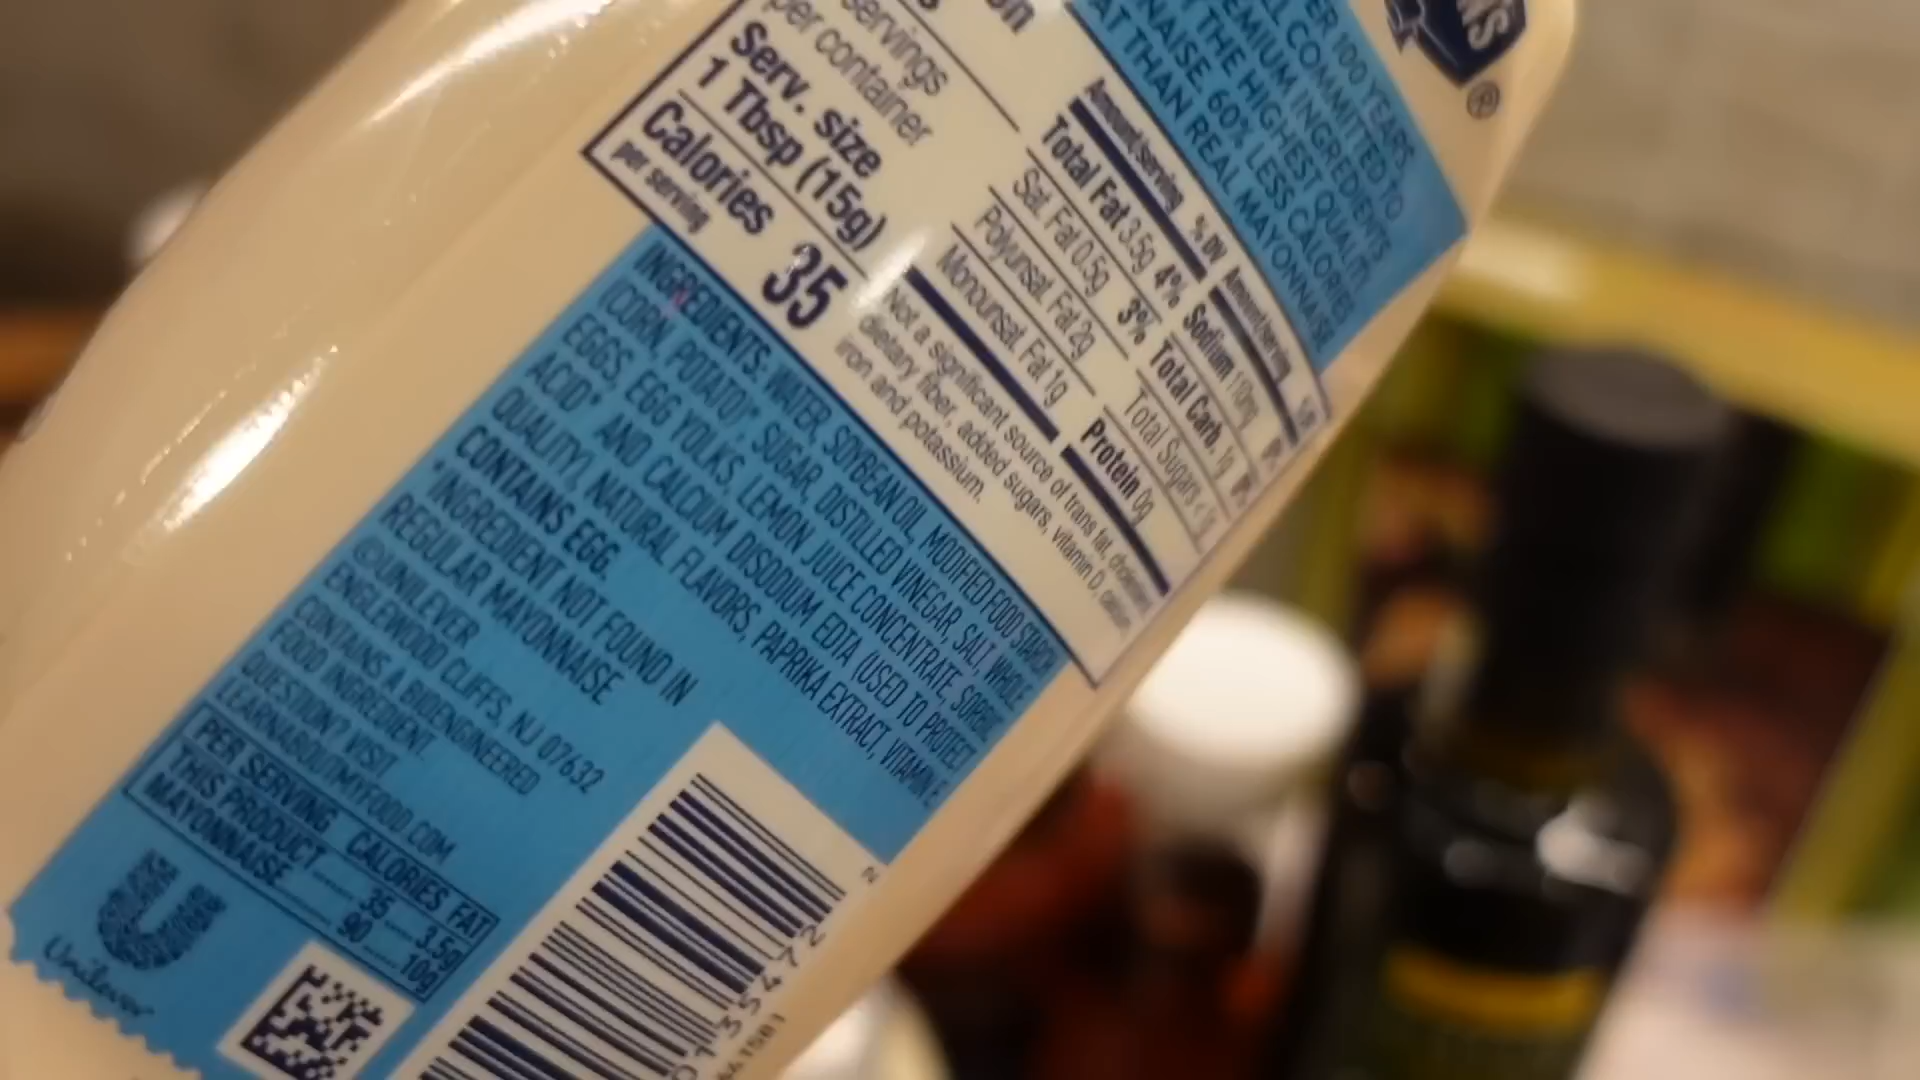 ER 100 YEARS
L COMMITTED TO
EMIUM INGREDIENTS
THE HIGHEST QUALITY
NAISE. 60% LESS CALORIES
AT THAN REAL MAYONNAISE
®
servings
per container
Serv. size
1 Tbsp (15g)
Calories 35
per serving
Amount/serving % DV
Total Fat 3.5g 4%
Sat. Fat 0.5g 3%
Polyunsat. Fat 2g
Monounsat. Fat 1g
Amount/serving
Sodium
Total Carb. 1g
Total Sugars
Protein 0g
Not a significant source of trans fat,
dietary fiber, added sugars, vitamin D,
iron and potassium.
INGREDIENTS: WATER, SOYBEAN OIL, MODIFIED FOOD STARCH
(CORN, POTATO)*, SUGAR, DISTILLED VINEGAR, SALT, WHOLE
EGGS, EGG YOLKS, LEMON JUICE CONCENTRATE, SORBIC
ACID* AND CALCIUM DISODIUM EDTA (USED TO PROTECT
QUALITY), NATURAL FLAVORS, PAPRIKA EXTRACT, VITAMIN E.
CONTAINS EGG.
*INGREDIENT NOT FOUND IN
REGULAR MAYONNAISE
©UNILEVER
ENGLEWOOD CLIFFS, NJ 07632
CONTAINS A BIOENGINEERED
FOOD INGREDIENT.
QUESTION? VISIT
LEARNABOUTMYFOOD.COM
PER SERVING CALORIES FAT
THIS PRODUCT 35 3.5g
MAYONNAISE 90 10g
Unilever